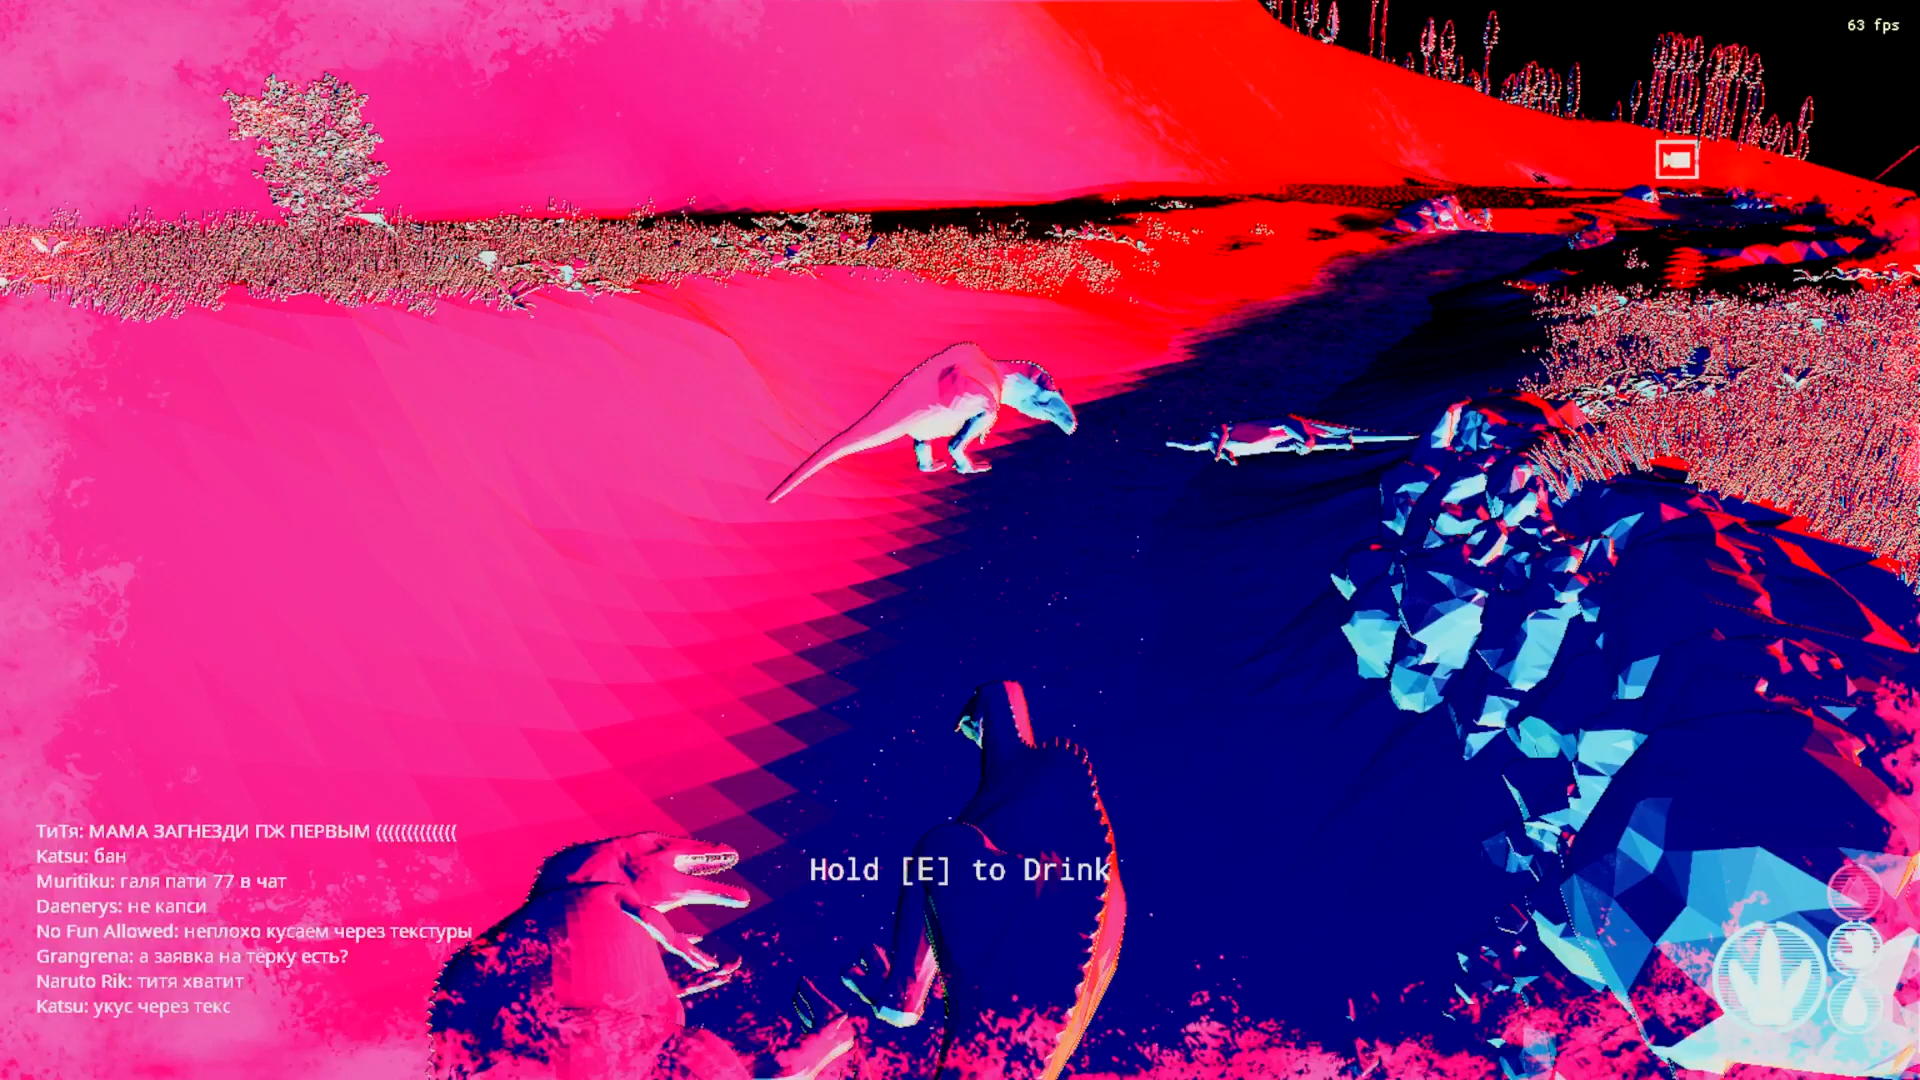 63 fps
Hold [E] to Drink
ТиТя: МАМА ЗАГНЕЗДИ ПЖ ПЕРВЫМ (((((((((((((
Katsu: бан
Muritiku: галя пати 77 в чат
Daenerys: не капси
No Fun Allowed: неплохо кусаем через текстуры
Grangrena: а заявка на тёрку есть?
Naruto Rik: титя хватит
Katsu: укус через текс